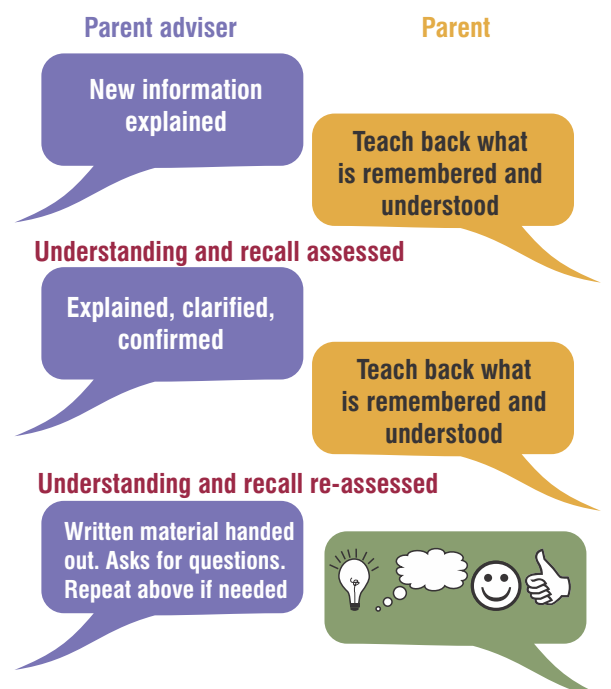 Parent adviser
Parent
New information
explained
Teach back what
is remembered and
understood
Understanding and recall assessed
Explained, clarified,
confirmed
Teach back what
is remembered and
understood
Understanding and recall re-assessed
Written material handed
out. Asks for questions.
Repeat above if needed